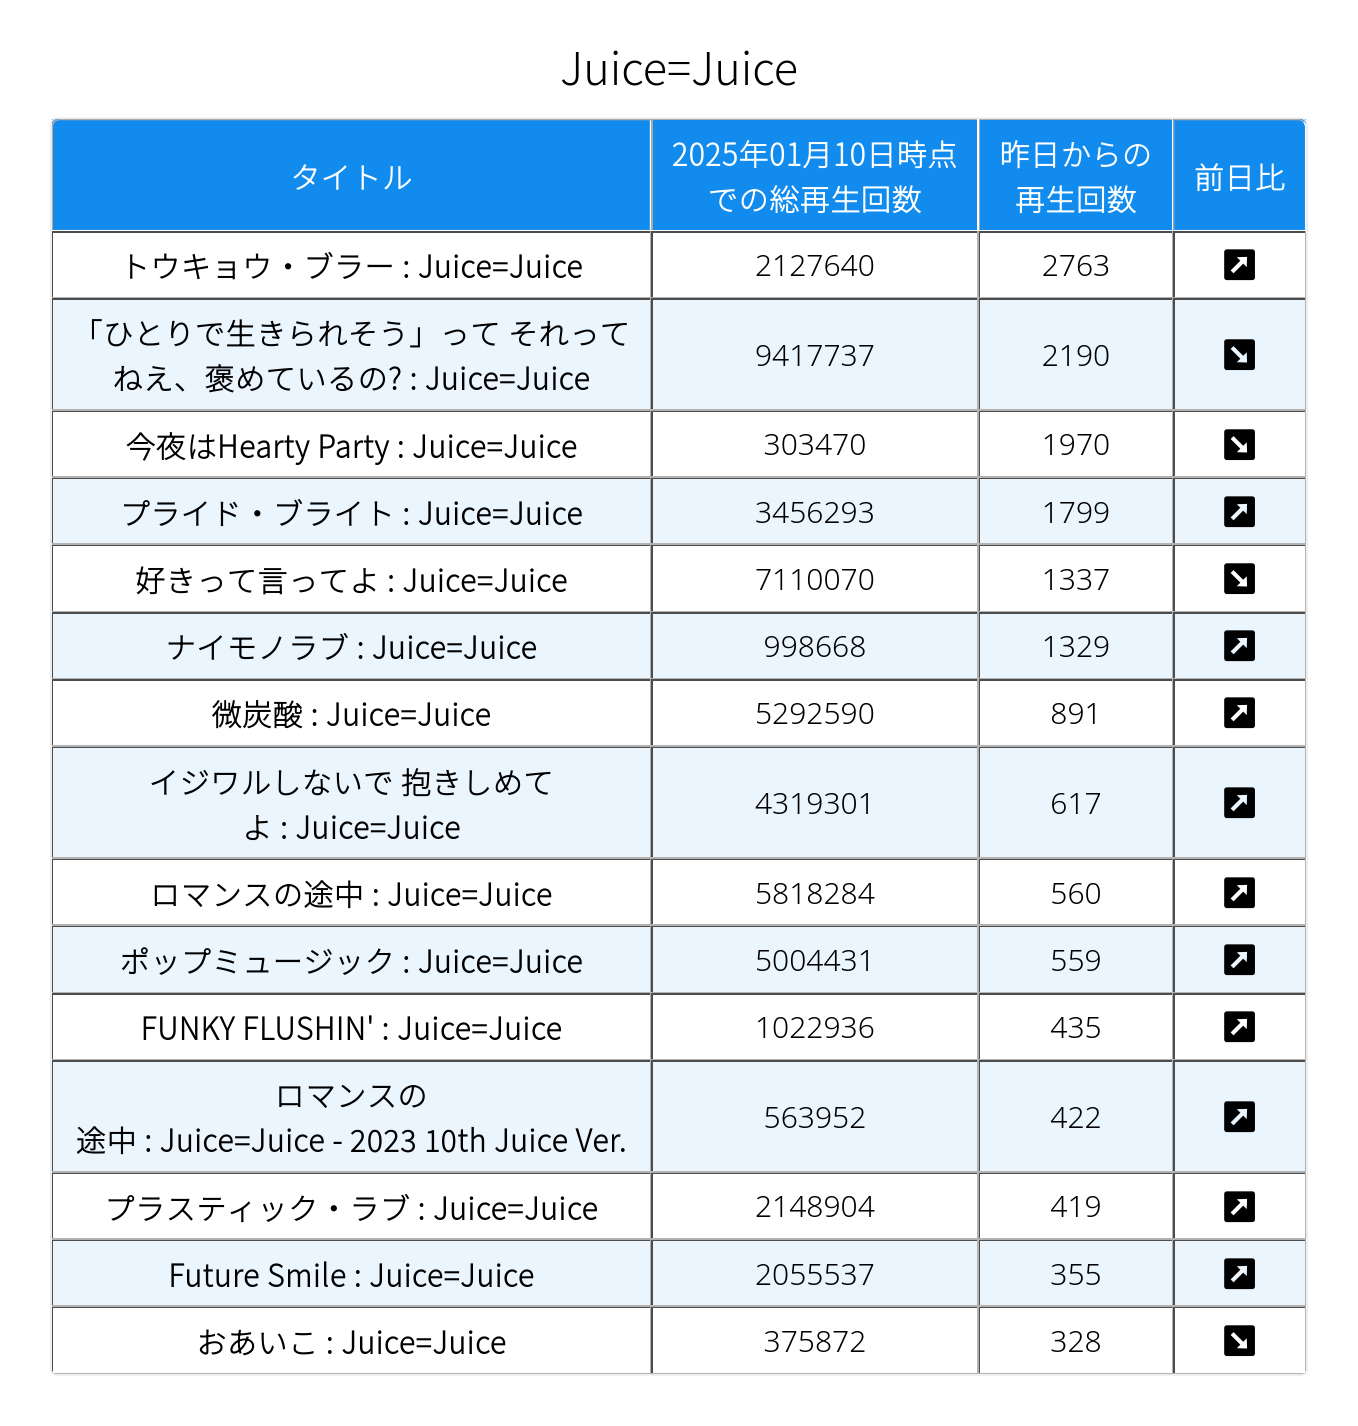 Juice=Juice
タイトル
2025年01月10日時点
での総再生回数
昨日からの
再生回数
前日比
トウキョウ・ブラー : Juice=Juice
2127640
2763
「ひとりで生きられそう」って それって
ねえ、褒めているの? : Juice=Juice
9417737
2190
今夜はHearty Party : Juice=Juice
303470
1970
プライド・ブライト : Juice=Juice
3456293
1799
好きって言ってよ : Juice=Juice
7110070
1337
ナイモノラブ : Juice=Juice
998668
1329
微炭酸 : Juice=Juice
5292590
891
イジワルしないで 抱きしめて
よ : Juice=Juice
4319301
617
ロマンスの途中 : Juice=Juice
5818284
560
ポップミュージック : Juice=Juice
5004431
559
FUNKY FLUSHIN' : Juice=Juice
1022936
435
ロマンスの
途中 : Juice=Juice - 2023 10th Juice Ver.
563952
422
プラスティック・ラブ : Juice=Juice
2148904
419
Future Smile : Juice=Juice
2055537
355
おあいこ : Juice=Juice
375872
328